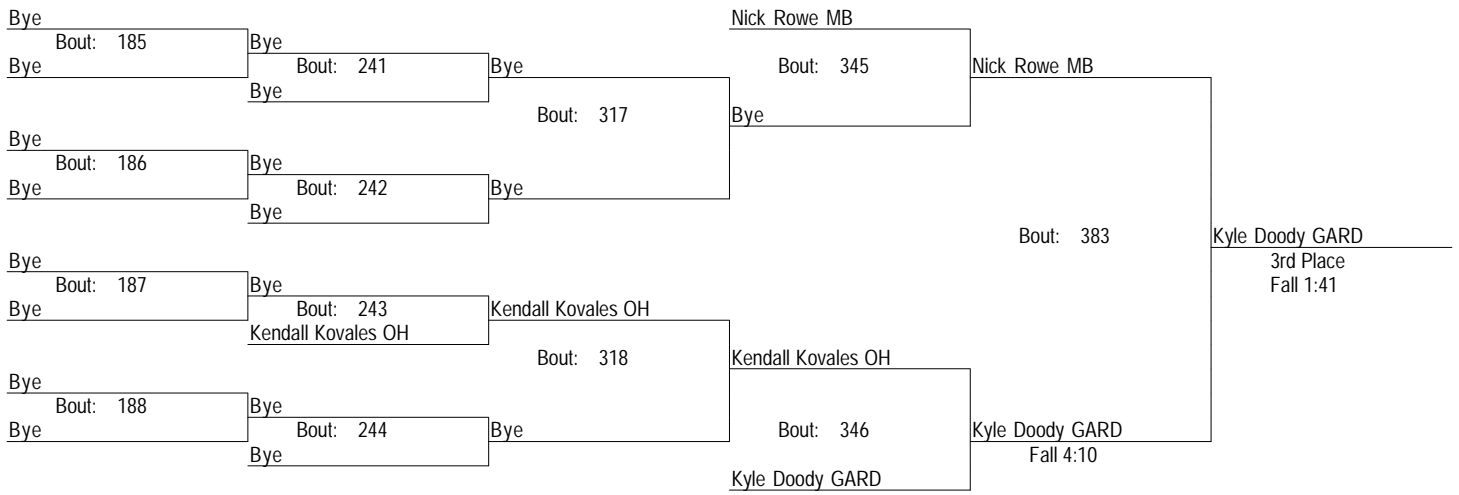 Bye
Bout: 185
Bye
Bye
Bout: 241
Bye
Bye
Bout: 186
Bye
Bye
Bout: 242
Bye
Bye
Bout: 317
Bye
Nick Rowe MB
Bout: 345
Bye
Nick Rowe MB
Bye
Bout: 187
Bye
Bye
Bout: 243
Kendall Kovales OH
Bye
Bout: 188
Bye
Bye
Bout: 244
Bye
Kendall Kovales OH
Bout: 318
Bye
Kendall Kovales OH
Bout: 346
Kyle Doody GARD
Kyle Doody GARD
Fall 4:10
Bout: 383
Kyle Doody GARD
3rd Place
Fall 1:41